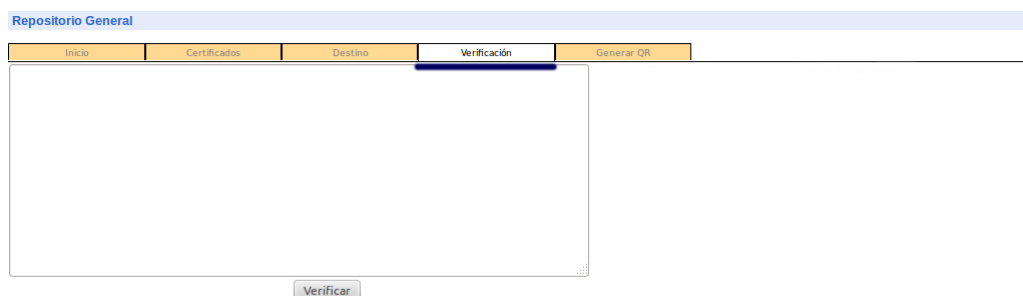 Repositorio General
Inicio Certificados Destino Verificación Generar QR
Verificar